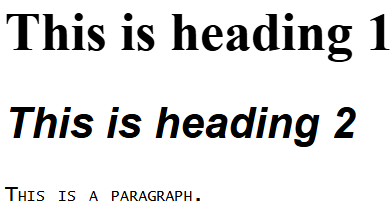 This is heading 1
This is heading 2
This is a paragraph.